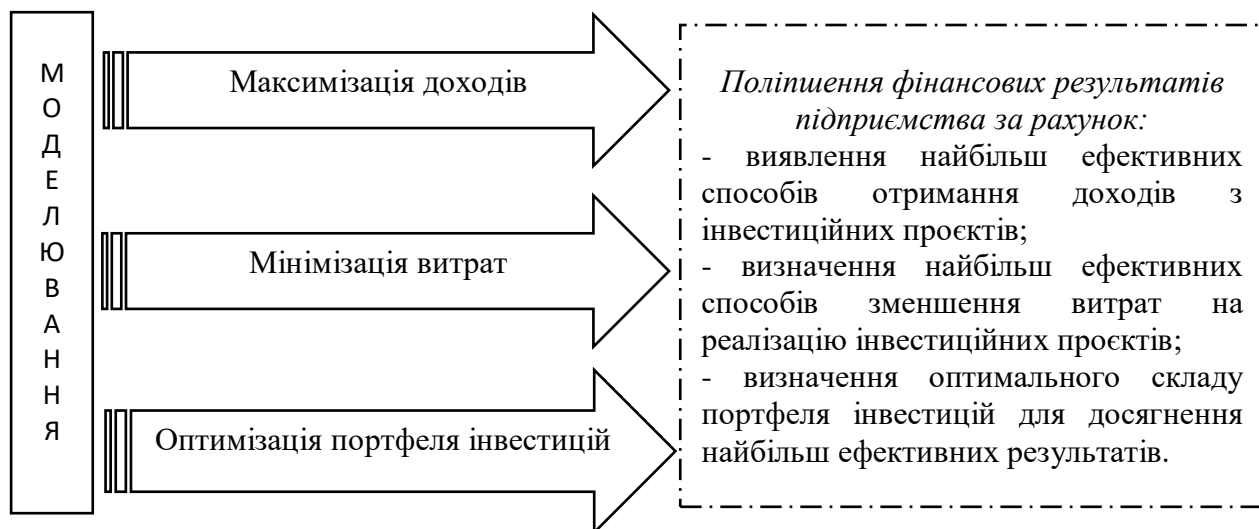 МОДЕЛЮВАННЯ
Максимізація доходів
Мінімізація витрат
Оптимізація портфеля інвестицій
Поліпшення фінансових результатів
підприємства за рахунок:
- виявлення найбільш ефективних
способів отримання доходів з
інвестиційних проєктів;
- визначення найбільш ефективних
способів зменшення витрат на
реалізацію інвестиційних проєктів;
- визначення оптимального складу
портфеля інвестицій для досягнення
найбільш ефективних результатів.